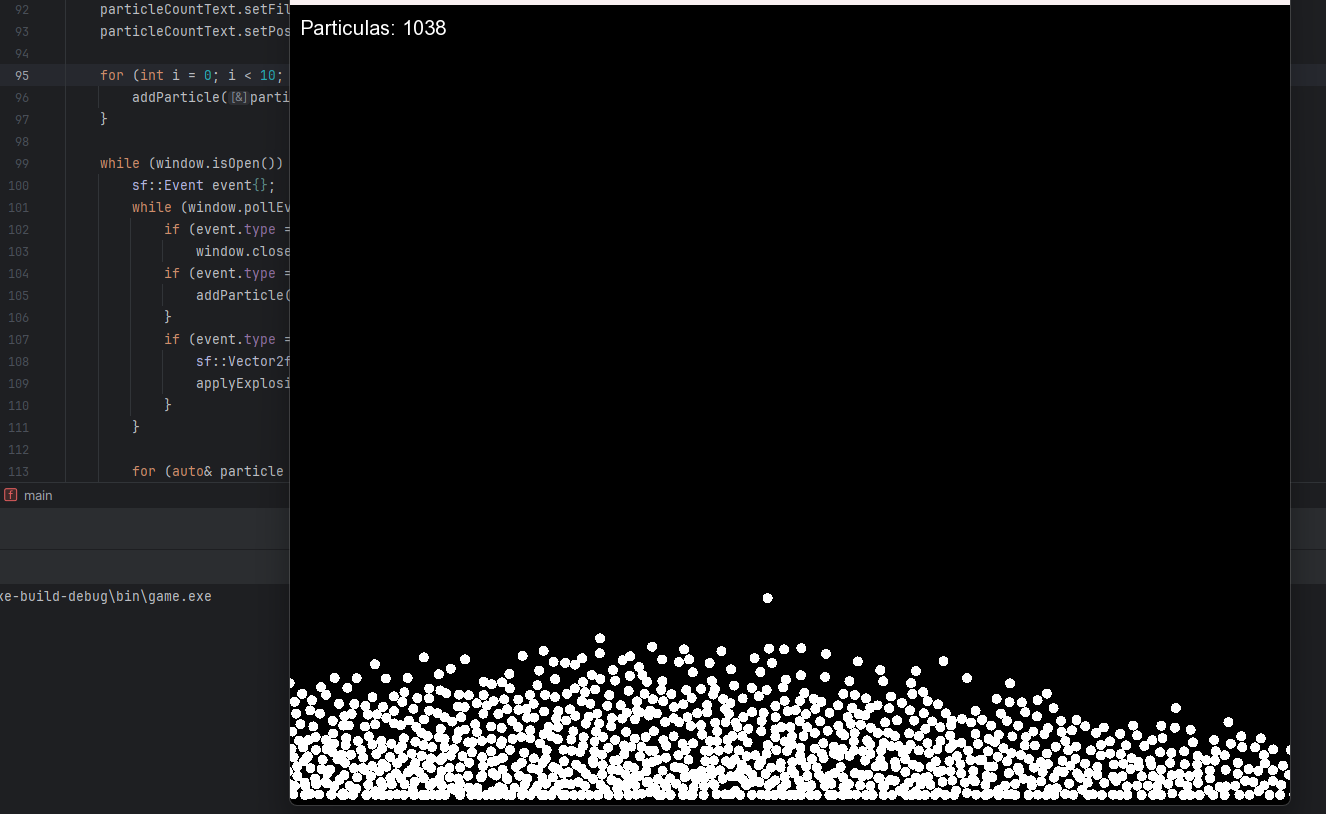 92 particleCountText.setFil
93 particleCountText.setPos
94
95 for (int i = 0; i < 10;
96 addParticle([&]parti
97 }
98
99 while (window.isOpen())
100 sf::Event event{};
101 while (window.pollEv
102 if (event.type =
103 window.close
104 if (event.type =
105 addParticle(
106 }
107 if (event.type =
108 sf::Vector2f
109 applyExplosi
110 }
111 }
112
113 for (auto& particle
f main
xe-build-debug\bin\game.exe
Particulas: 1038